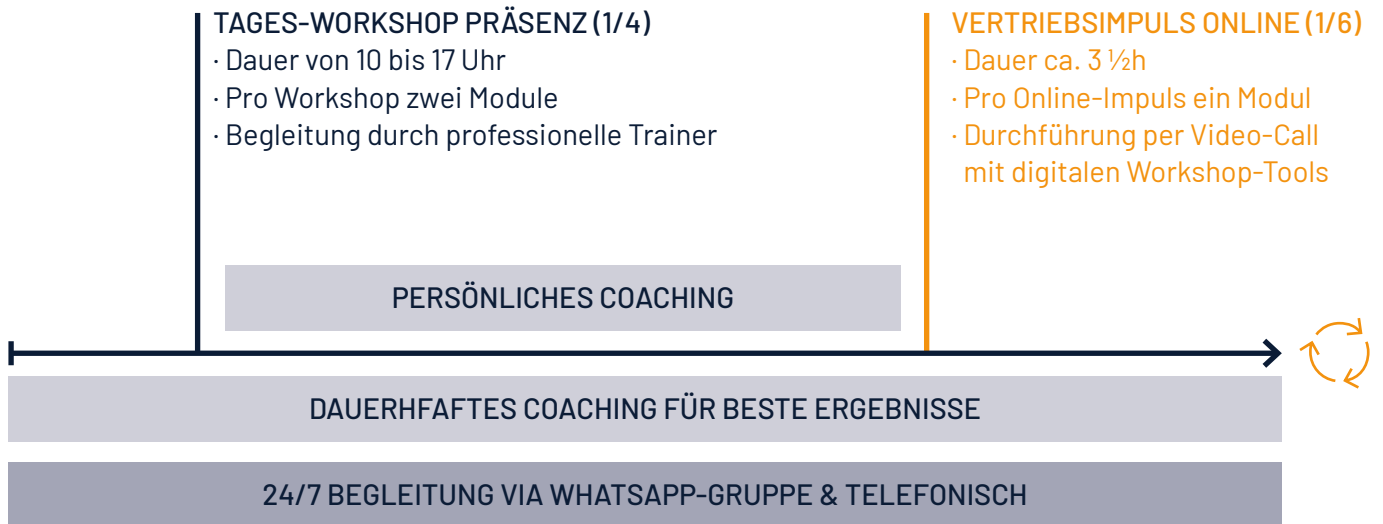 TAGES-WORKSHOP PRÄSENZ (1/4)
· Dauer von 10 bis 17 Uhr
· Pro Workshop zwei Module
· Begleitung durch professionelle Trainer
VERTRIEBSIMPULS ONLINE (1/6)
· Dauer ca. 3 ½h
· Pro Online-Impuls ein Modul
· Durchführung per Video-Call
mit digitalen Workshop-Tools
PERSÖNLICHES COACHING
DAUERHFAFTES COACHING FÜR BESTE ERGEBNISSE
24/7 BEGLEITUNG VIA WHATSAPP-GRUPPE & TELEFONISCH